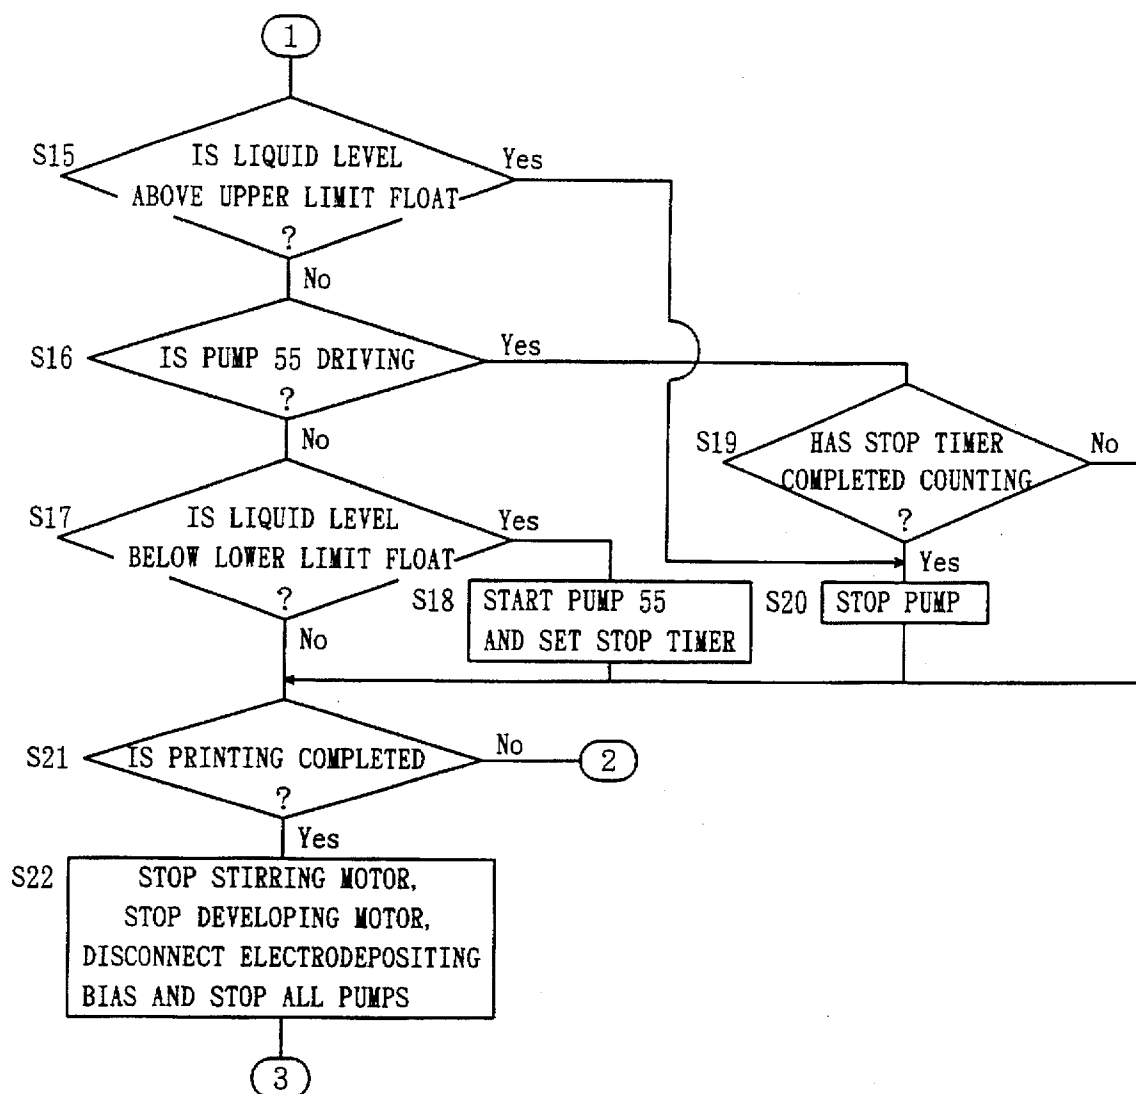 1
S15
IS LIQUID LEVEL
ABOVE UPPER LIMIT FLOAT
?
Yes
No
S16
IS PUMP 55 DRIVING
?
Yes
No
S19
HAS STOP TIMER
COMPLETED COUNTING
?
No
Yes
S17
IS LIQUID LEVEL
BELOW LOWER LIMIT FLOAT
?
Yes
No
S18
START PUMP 55
AND SET STOP TIMER
S20
STOP PUMP
S21
IS PRINTING COMPLETED
?
No
2
Yes
S22
STOP STIRRING MOTOR,
STOP DEVELOPING MOTOR,
DISCONNECT ELECTRODEPOSITING
BIAS AND STOP ALL PUMPS
3